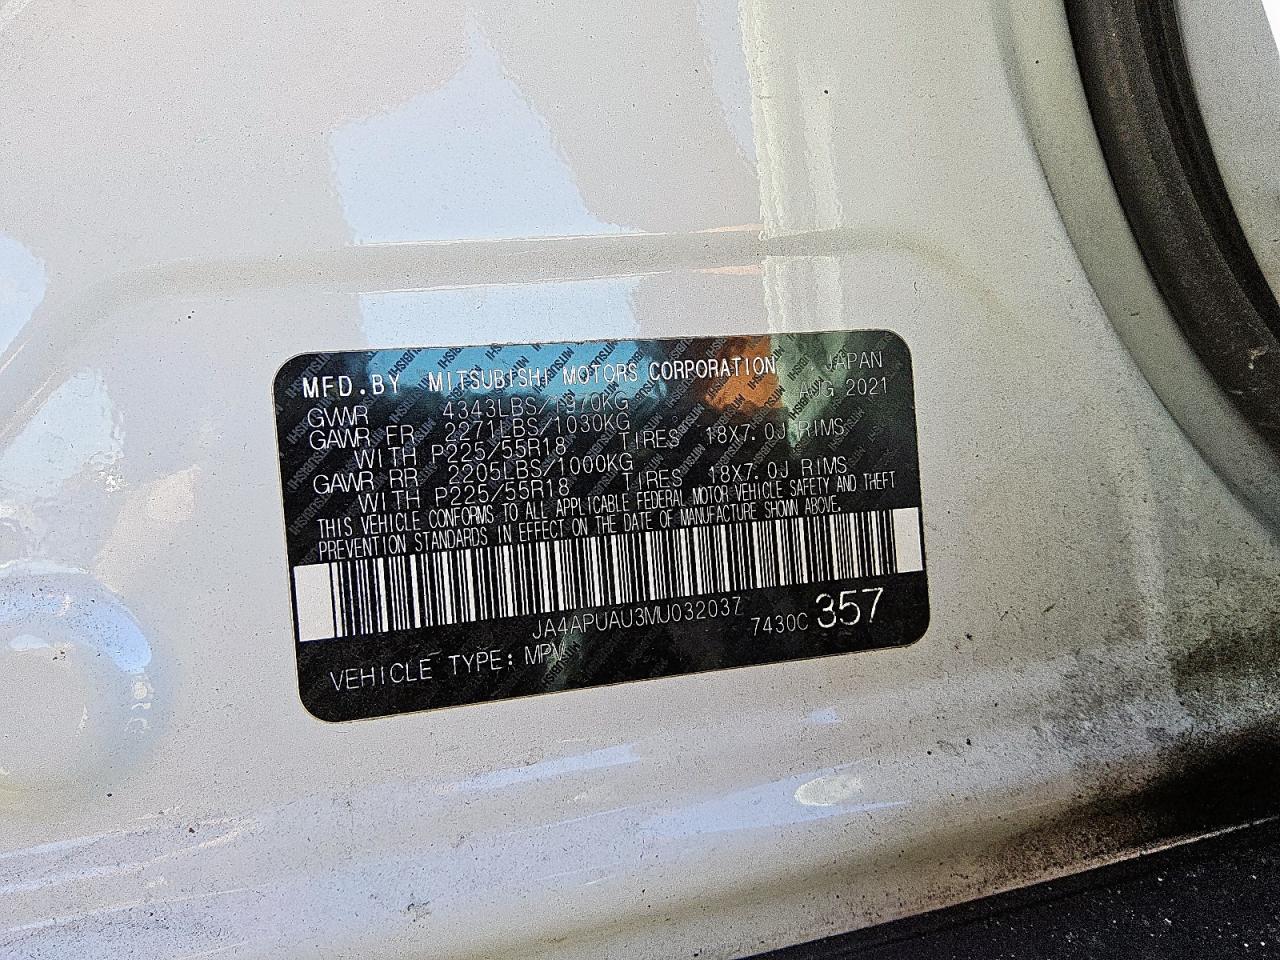 MFD.BY MITSUBISHI MOTORS CORPORATION JAPAN
GVWR 4343LBS/1970KG AUG 2021
GAWR FR 2271LBS/1030KG
WITH P225/55R18 TIRES 18X7.0J RIMS
GAWR RR 2205LBS/1000KG
WITH P225/55R18 TIRES 18X7.0J RIMS
THIS VEHICLE CONFORMS TO ALL APPLICABLE FEDERAL MOTOR VEHICLE SAFETY AND THEFT
PREVENTION STANDARDS IN EFFECT ON THE DATE OF MANUFACTURE SHOWN ABOVE.
JA4APUAU3MU032037
7430C 357
VEHICLE TYPE: MPV